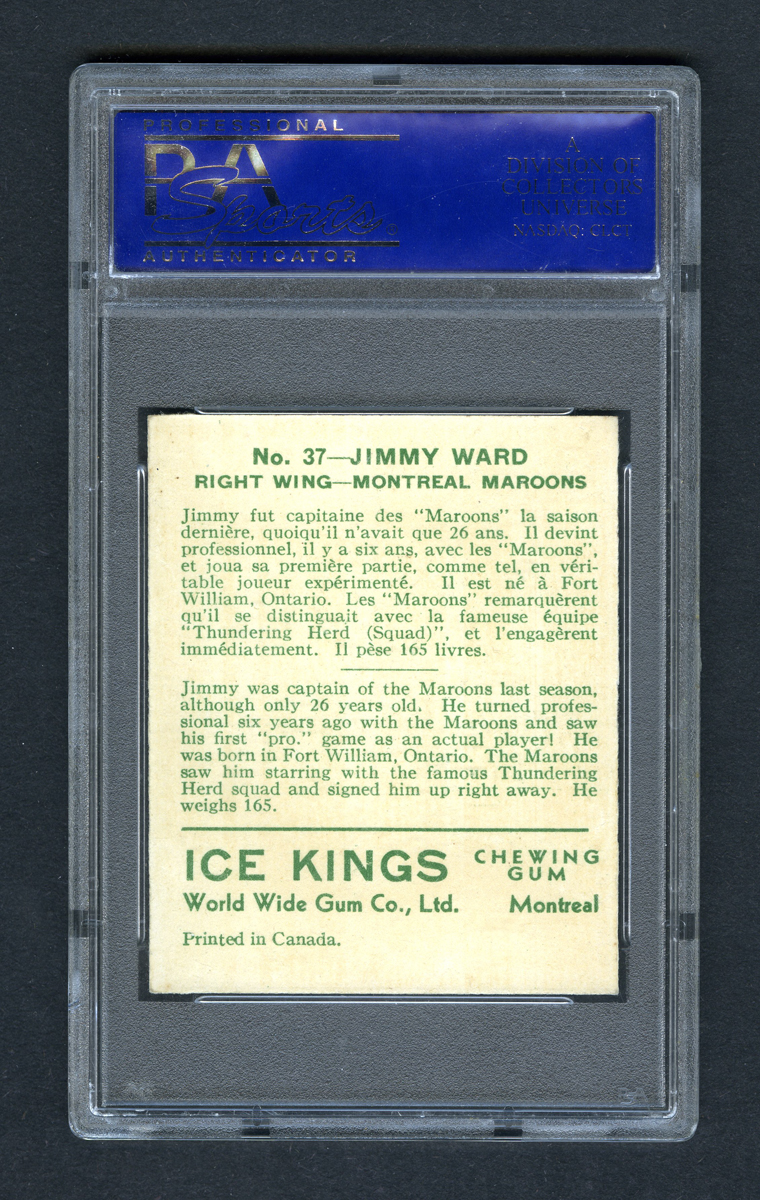 PROFESSIONAL
PSA
Sports
AUTHENTICATOR
A
DIVISION OF
COLLECTORS
UNIVERSE
NASDAQ: CLCT
No. 37—JIMMY WARD
RIGHT WING—MONTREAL MAROONS
Jimmy fut capitaine des "Maroons" la saison
dernière, quoiqu'il n'avait que 26 ans. Il devint
professionnel, il y a six ans, avec les "Maroons",
et joua sa première partie, comme tel, en véri-
table joueur expérimenté. Il est né à Fort
William, Ontario. Les "Maroons" remarquèrent
qu'il se distinguait avec la fameuse équipe
"Thundering Herd (Squad)", et l'engagèrent
immédiatement. Il pèse 165 livres.
Jimmy was captain of the Maroons last season,
although only 26 years old. He turned profes-
sional six years ago with the Maroons and saw
his first "pro." game as an actual player! He
was born in Fort William, Ontario. The Maroons
saw him starring with the famous Thundering
Herd squad and signed him up right away. He
weighs 165.
ICE KINGS CHEWING GUM
World Wide Gum Co., Ltd. Montreal
Printed in Canada.
PSA